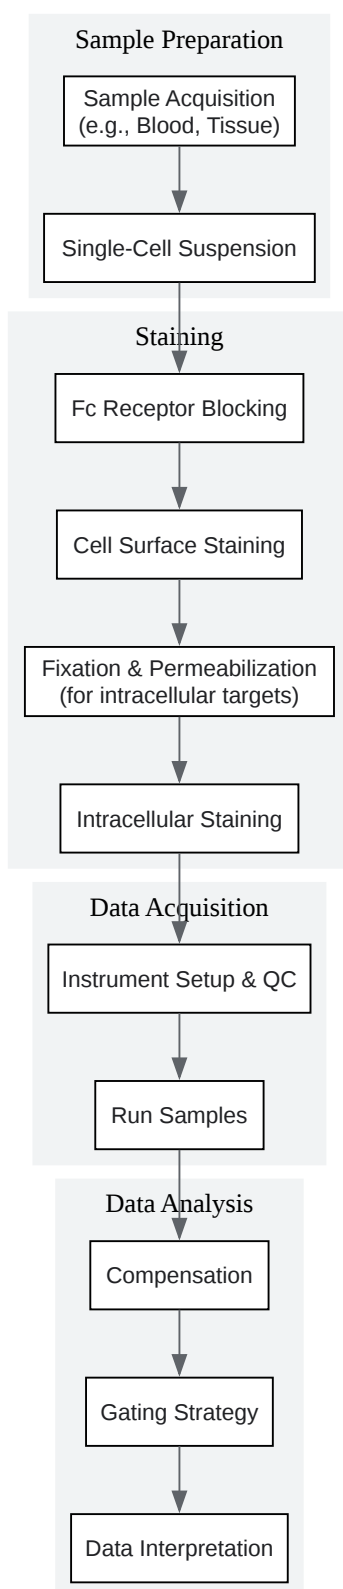 Sample Preparation
Sample Acquisition
(e.g., Blood, Tissue)
Single-Cell Suspension
Staining
Fc Receptor Blocking
Cell Surface Staining
Fixation & Permeabilization
(for intracellular targets)
Intracellular Staining
Data Acquisition
Instrument Setup & QC
Run Samples
Data Analysis
Compensation
Gating Strategy
Data Interpretation